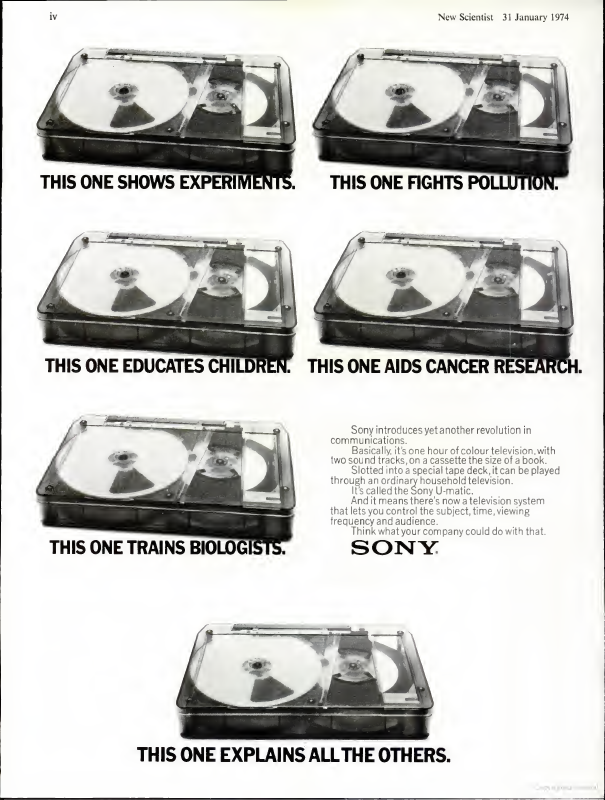 iv
New Scientist 31 January 1974
THIS ONE SHOWS EXPERIMENTS.
THIS ONE FIGHTS POLLUTION.
THIS ONE EDUCATES CHILDREN.
THIS ONE AIDS CANCER RESEARCH.
THIS ONE TRAINS BIOLOGISTS.
Sony introduces yet another revolution in
communications.
Basically, it's one hour of colour television, with
two sound tracks, on a cassette the size of a book.
Slotted into a special tape deck, it can be played
through an ordinary household television.
It's called the Sony U-matic.
And it means there's now a television system
that lets you control the subject, time, viewing
frequency and audience.
Think what your company could do with that.
SONY
THIS ONE EXPLAINS ALL THE OTHERS.